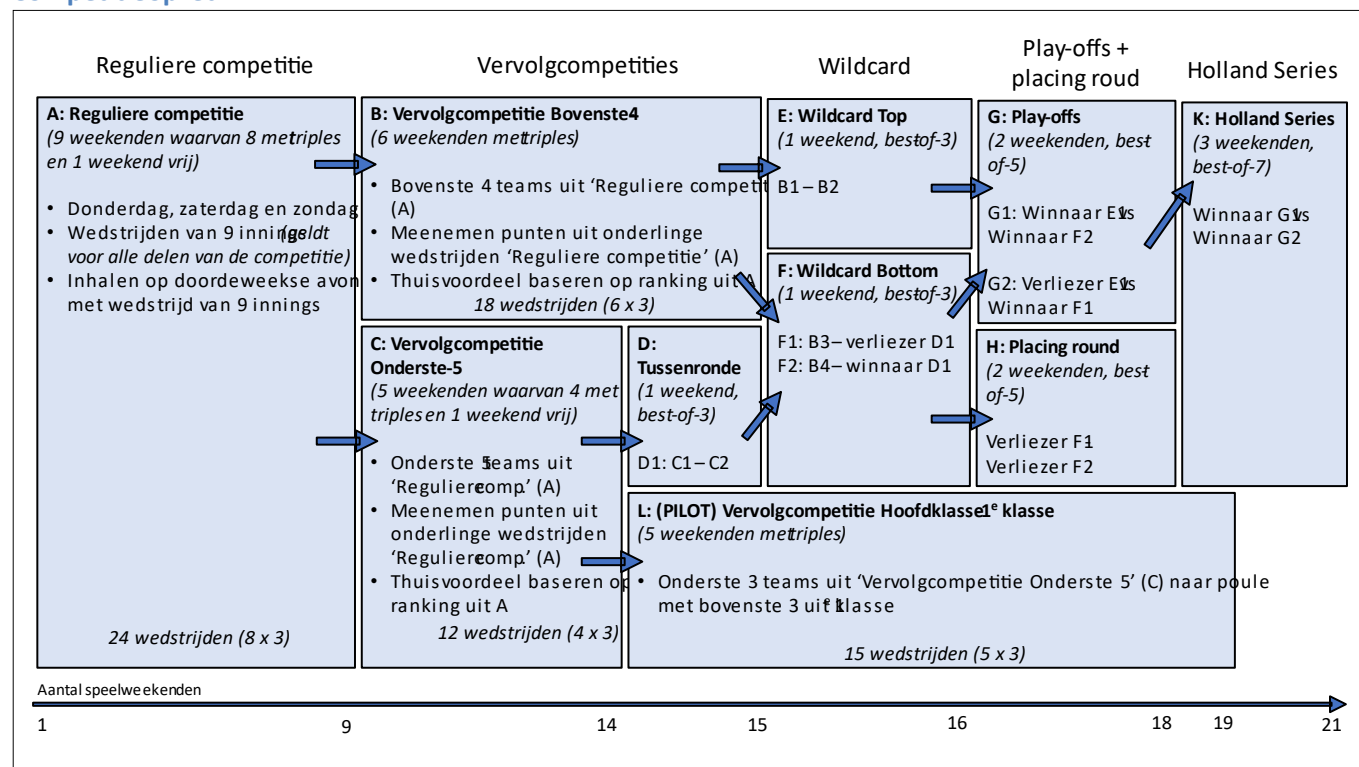 Reguliere competitie
Vervolgcompetities
Wildcard
Play-offs +
placing roud
Holland Series
A: Reguliere competitie
(9 weekenden waarvan 8 met triples
en 1 weekend vrij)
• Donderdag, zaterdag en zondag
• Wedstrijden van 9 innings (geldt
voor alle delen van de competitie)
• Inhalen op doordeweekse avon
met wedstrijd van 9 innings
24 wedstrijden (8 x 3)
B: Vervolgcompetitie Bovenste4
(6 weekenden met triples)
• Bovenste 4 teams uit ‘Reguliere competit
(A)
• Meenemen punten uit onderlinge
wedstrijden ‘Reguliere competitie’ (A)
• Thuisvoordeel baseren op ranking uit A
18 wedstrijden (6 x 3)
C: Vervolgcompetitie
Onderste-5
(5 weekenden waarvan 4 met
triples en 1 weekend vrij)
• Onderste 5 teams uit
‘Reguliere comp.’ (A)
• Meenemen punten uit
onderlinge wedstrijden
‘Reguliere comp.’ (A)
• Thuisvoordeel baseren op
ranking uit A
12 wedstrijden (4 x 3)
D:
Tussenronde
(1 weekend,
best-of-3)
D1: C1 – C2
E: Wildcard Top
(1 weekend, best-of-3)
B1 – B2
F: Wildcard Bottom
(1 weekend, best-of-3)
F1: B3 – verliezer D1
F2: B4 – winnaar D1
G: Play-offs
(2 weekenden, best-
of-5)
G1: Winnaar E1 vs
Winnaar F2
G2: Verliezer E1 vs
Winnaar F1
H: Placing round
(2 weekenden, best-
of-5)
Verliezer F1
Verliezer F2
K: Holland Series
(3 weekenden,
best-of-7)
Winnaar G1 vs
Winnaar G2
L: (PILOT) Vervolgcompetitie Hoofdklasse 1e klasse
(5 weekenden met triples)
• Onderste 3 teams uit ‘Vervolgcompetitie Onderste 5’ (C) naar poule
met bovenste 3 uit 1e klasse
15 wedstrijden (5 x 3)
Aantal speelweekenden
1 9 14 15 16 18 19 21